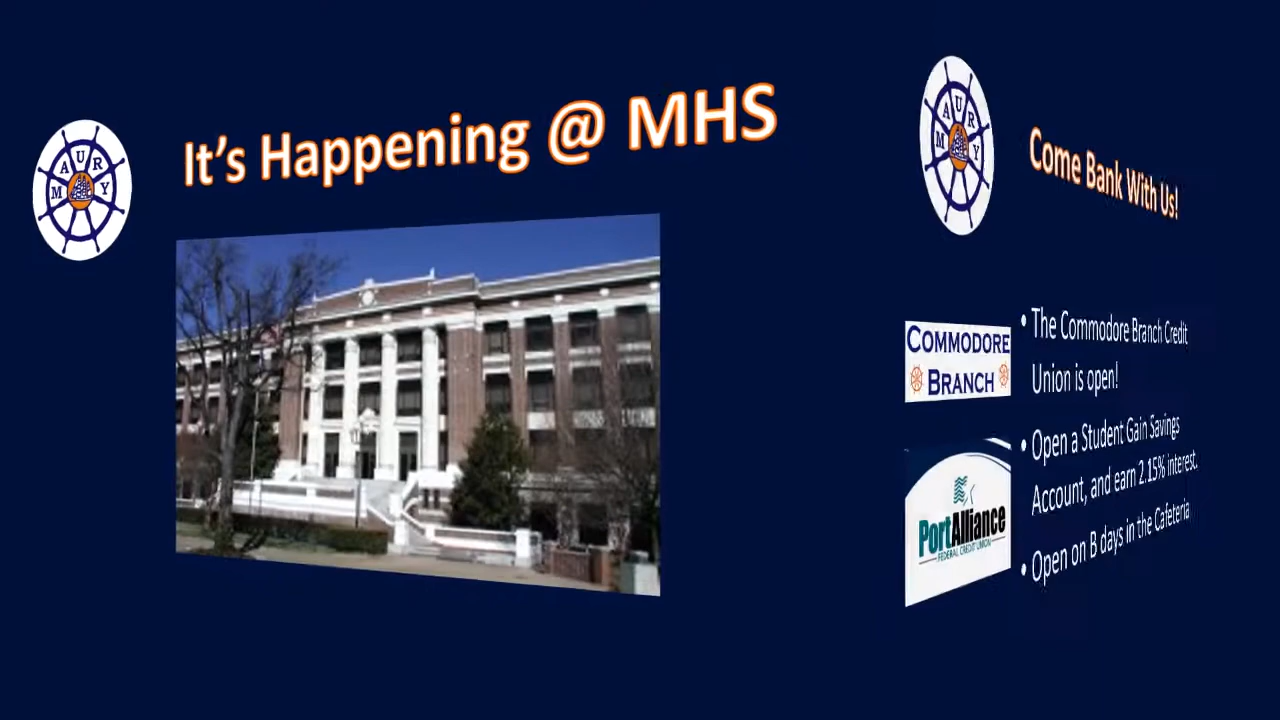 MAURY
It's Happening @ MHS
MAURY
Come Bank With Us!
COMMODORE
BRANCH
• The Commodore Branch Credit
Union is open!
• Open a Student Gain Savings
Account, and earn 2.15% interest.
• Open on B days in the Cafeteria
PortAlliance
FEDERAL CREDIT UNION